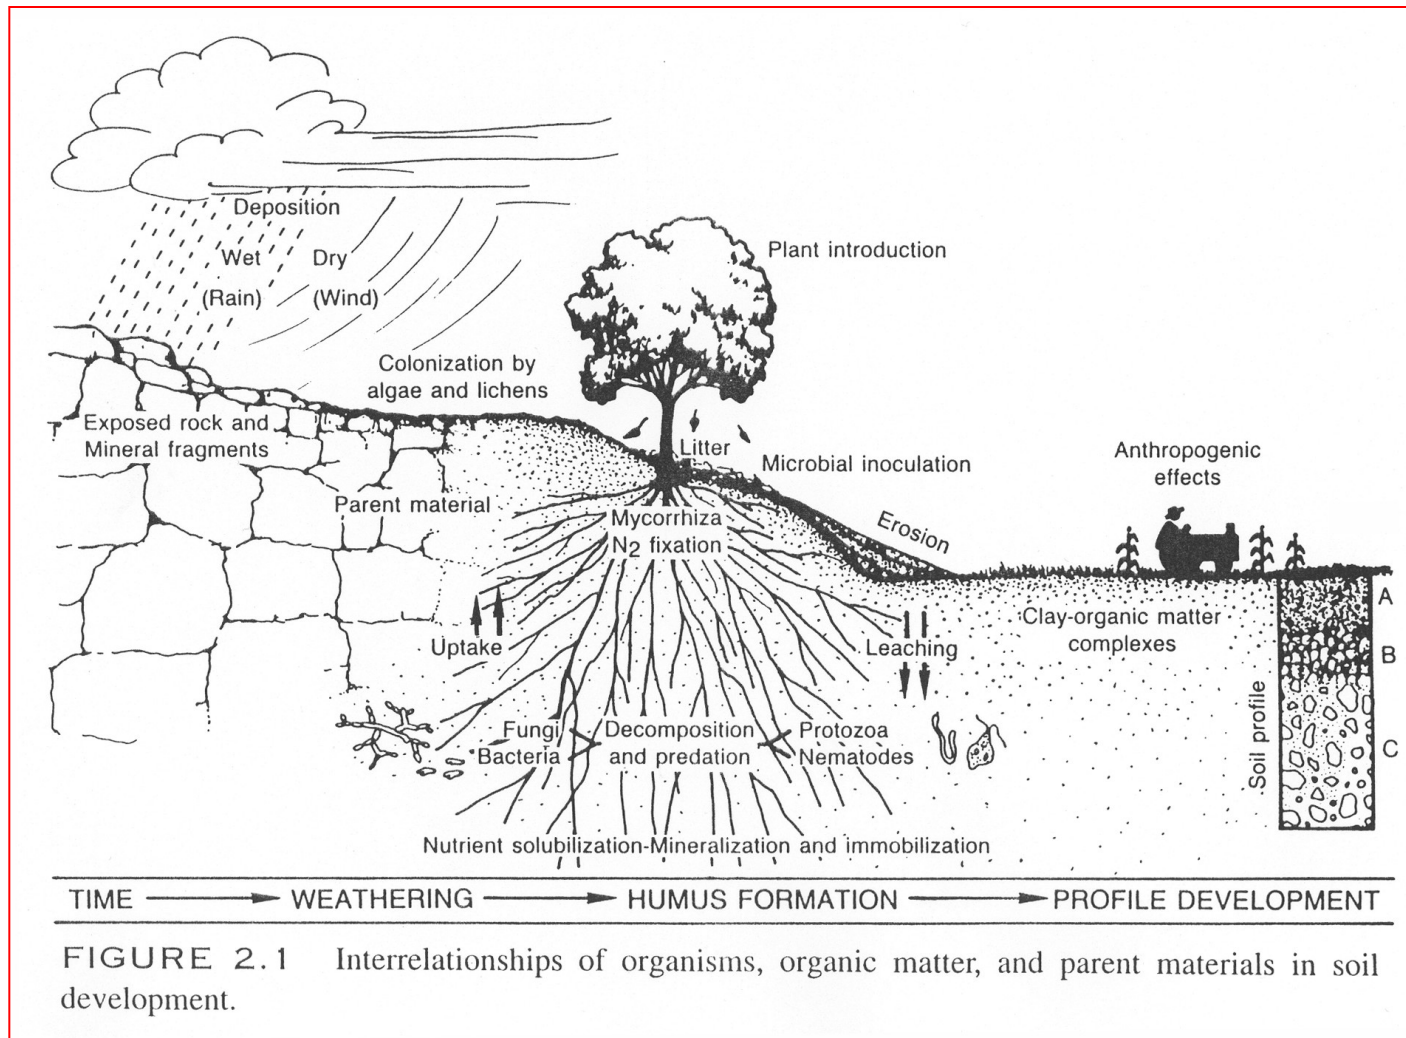 Deposition
Wet Dry
(Rain) (Wind)
Plant introduction
Colonization by
algae and lichens
Exposed rock and
Mineral fragments
Litter
Microbial inoculation
Anthropogenic
effects
Parent material
Mycorrhiza
N2 fixation
Erosion
A
Uptake
Leaching
Clay-organic matter
complexes
B
Soil profile
Fungi
Bacteria
Decomposition
and predation
Protozoa
Nematodes
C
Nutrient solubilization-Mineralization and immobilization
TIME WEATHERING HUMUS FORMATION PROFILE DEVELOPMENT
FIGURE 2.1 Interrelationships of organisms, organic matter, and parent materials in soil
development.